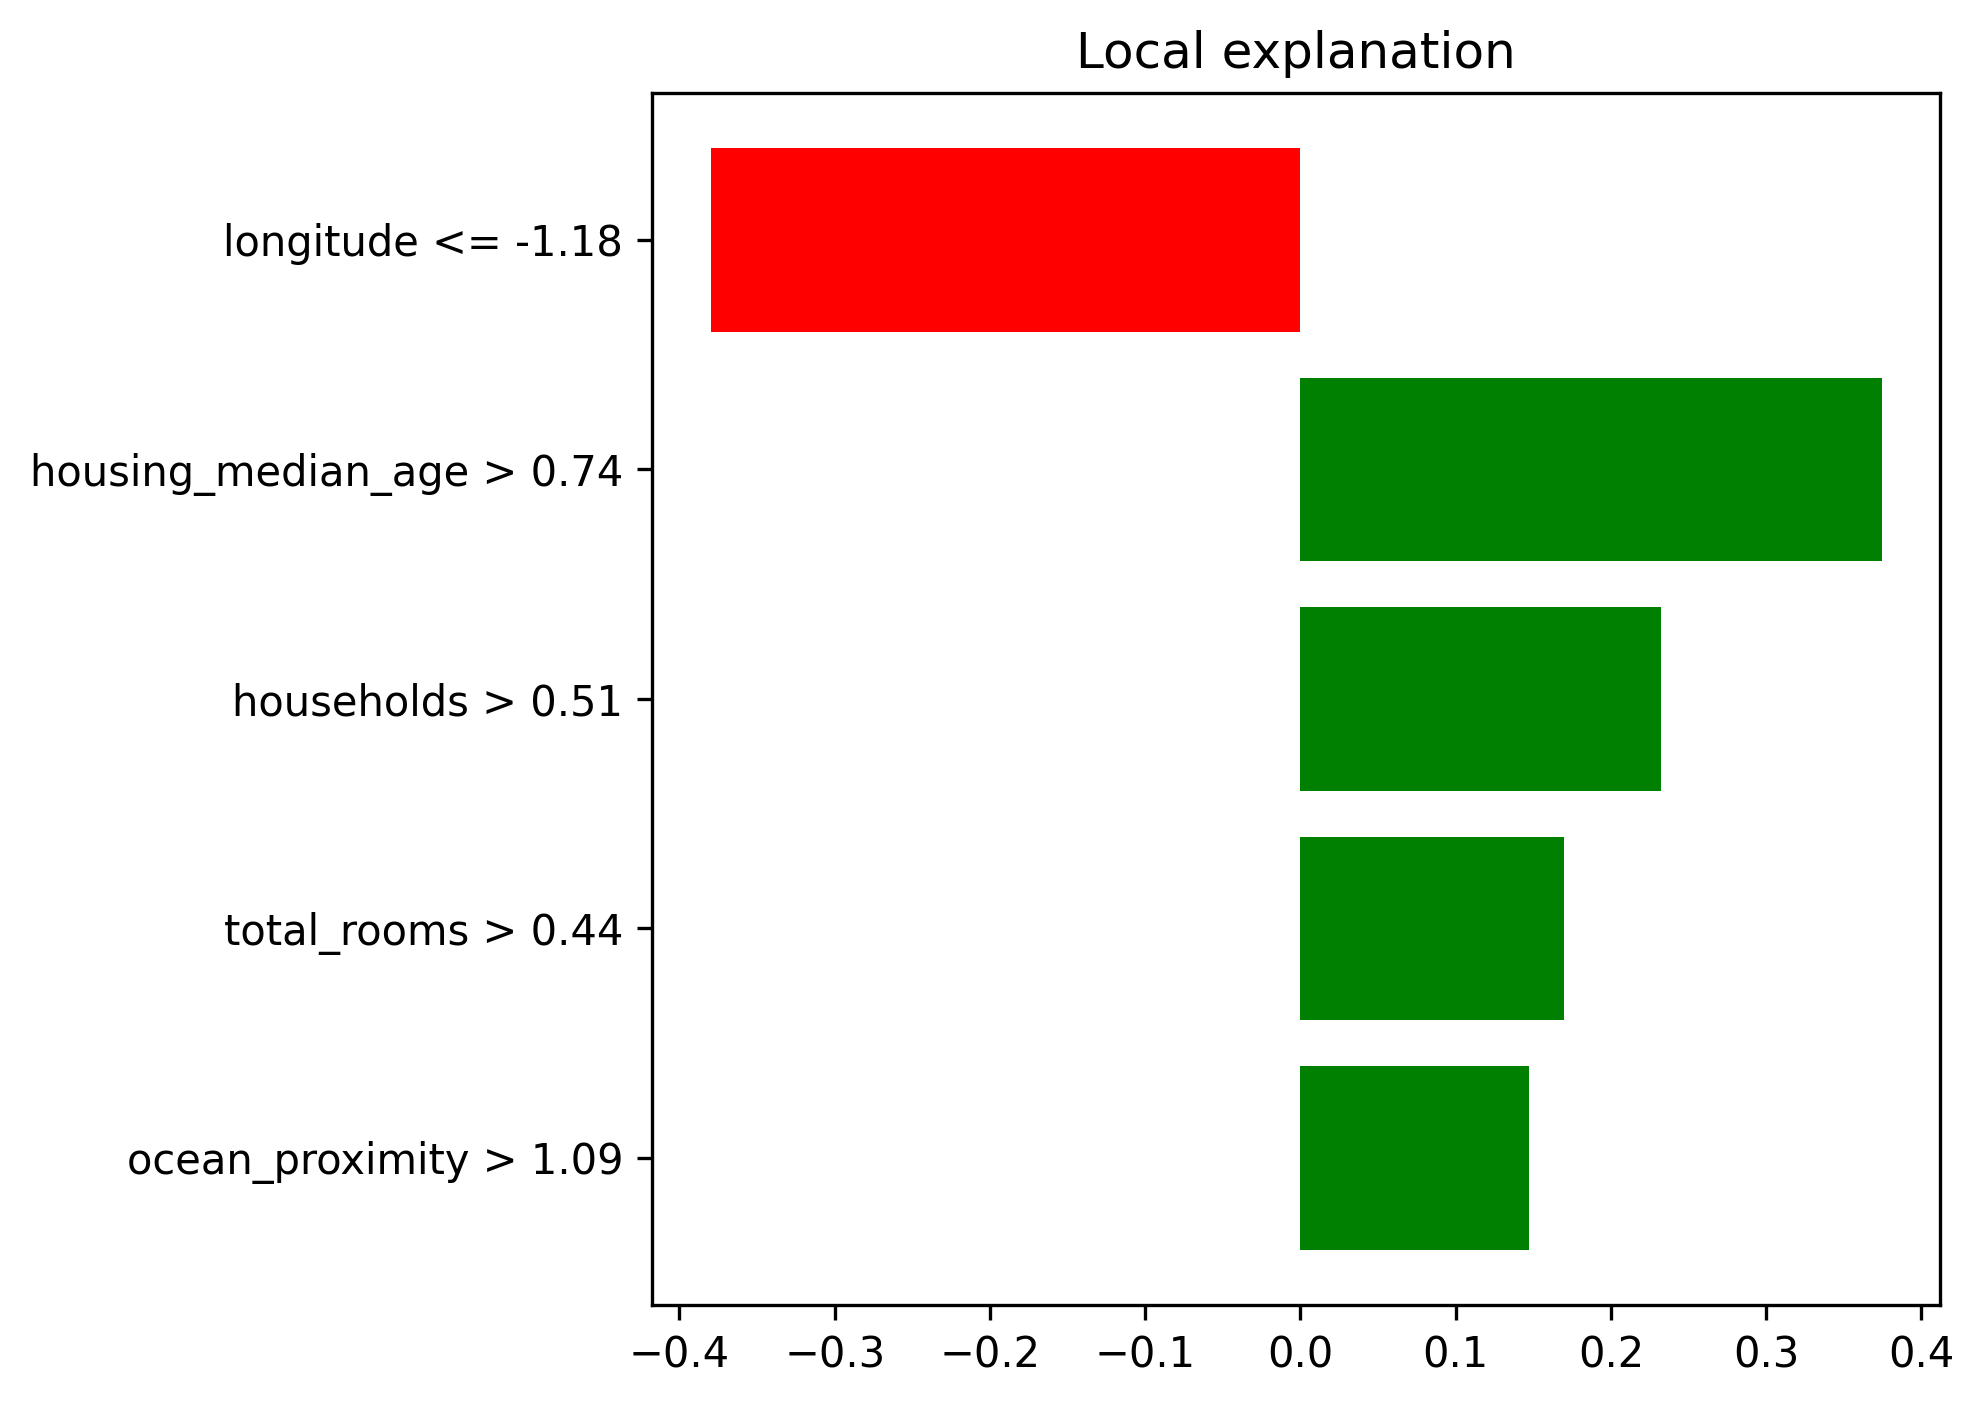 Local explanation
longitude <= -1.18
housing_median_age > 0.74
households > 0.51
total_rooms > 0.44
ocean_proximity > 1.09
−0.4 −0.3 −0.2 −0.1 0.0 0.1 0.2 0.3 0.4